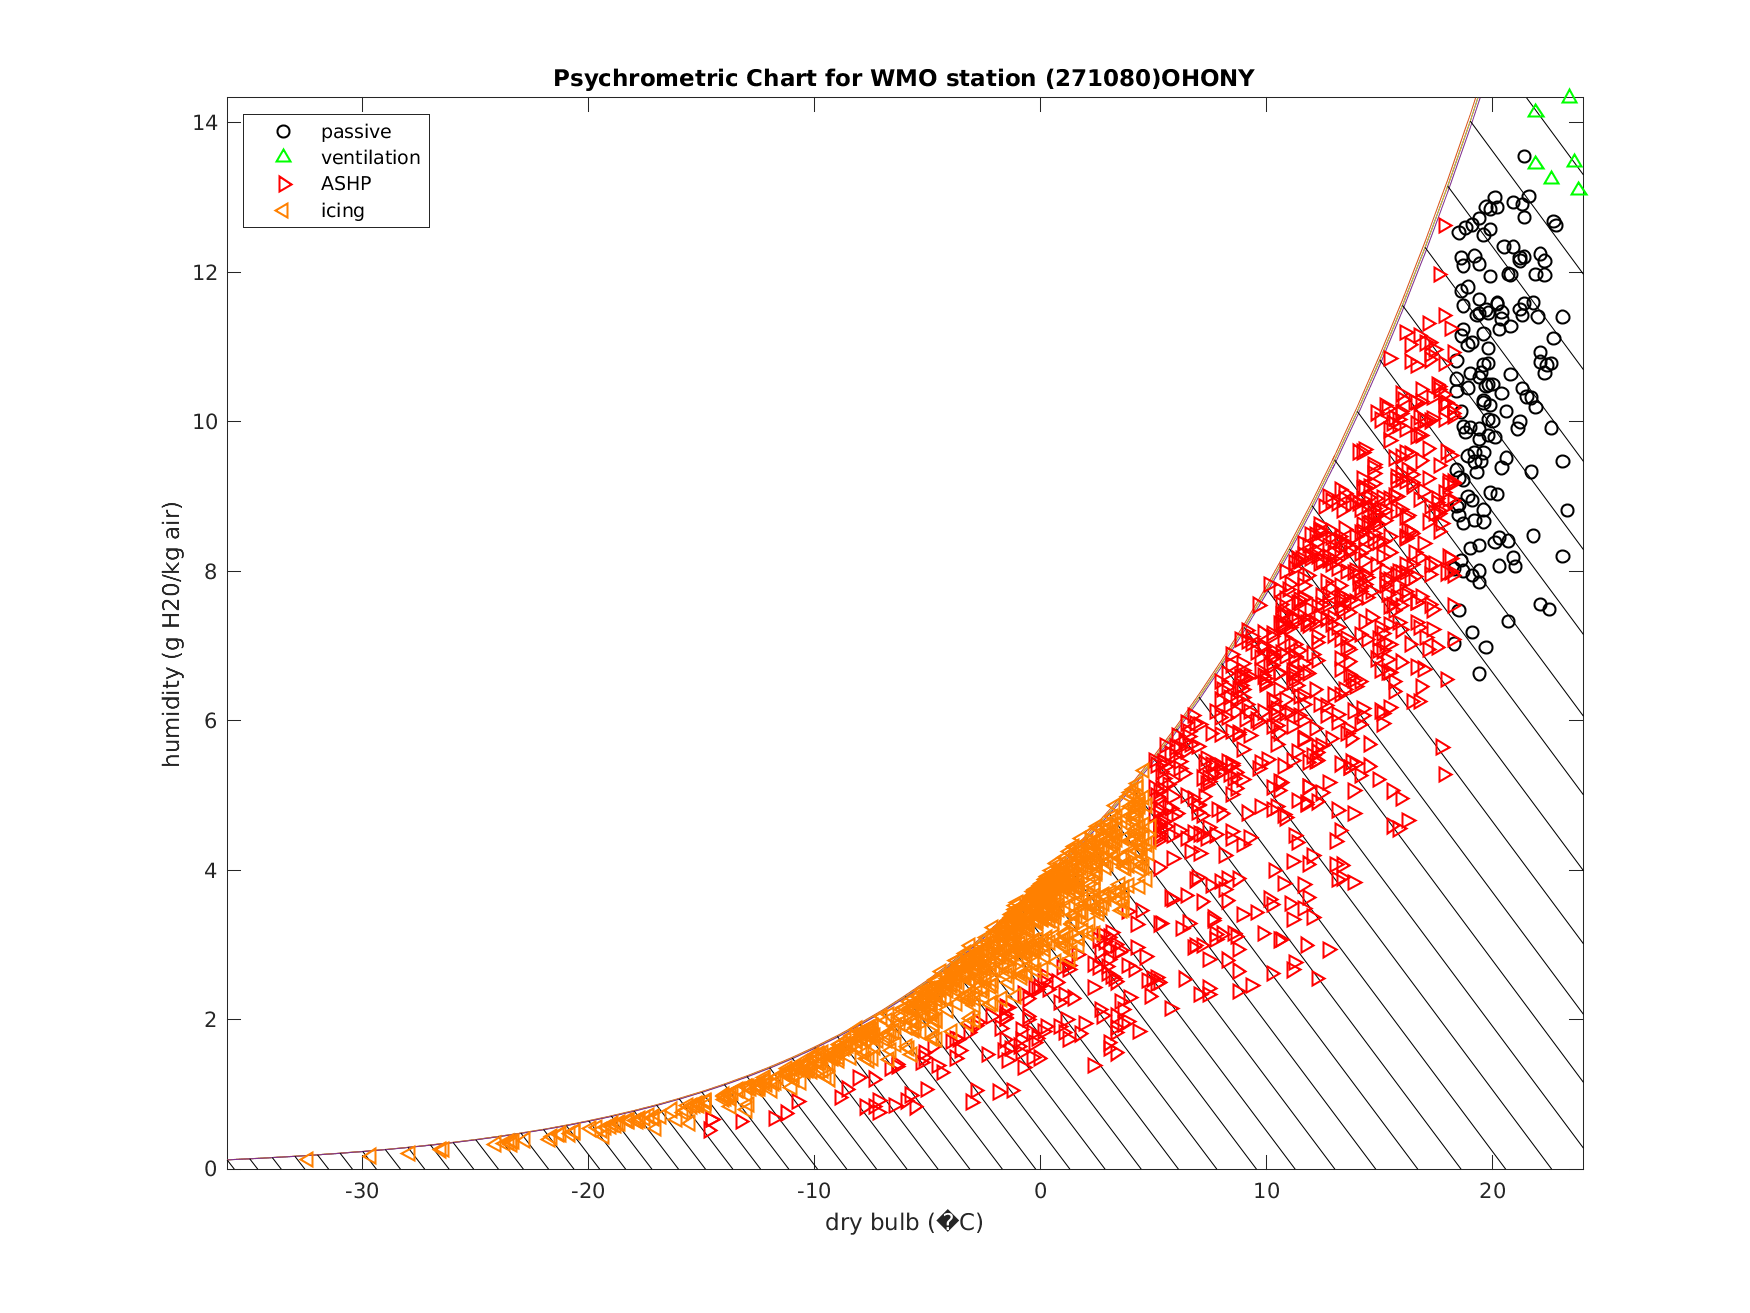 Psychrometric Chart for WMO station (271080)OHONY
passive
ventilation
ASHP
icing
14
12
10
8
6
4
2
0
humidity (g H20/kg air)
-30 -20 -10 0 10 20
dry bulb (�C)